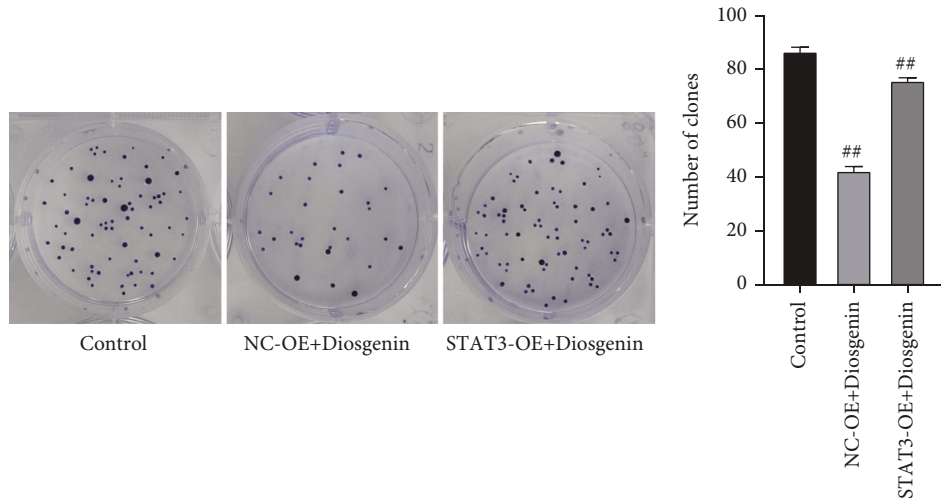 Control
NC-OE+Diosgenin
STAT3-OE+Diosgenin
Number of clones
100
80
60
40
20
0
##
##
Control
NC-OE+Diosgenin
STAT3-OE+Diosgenin